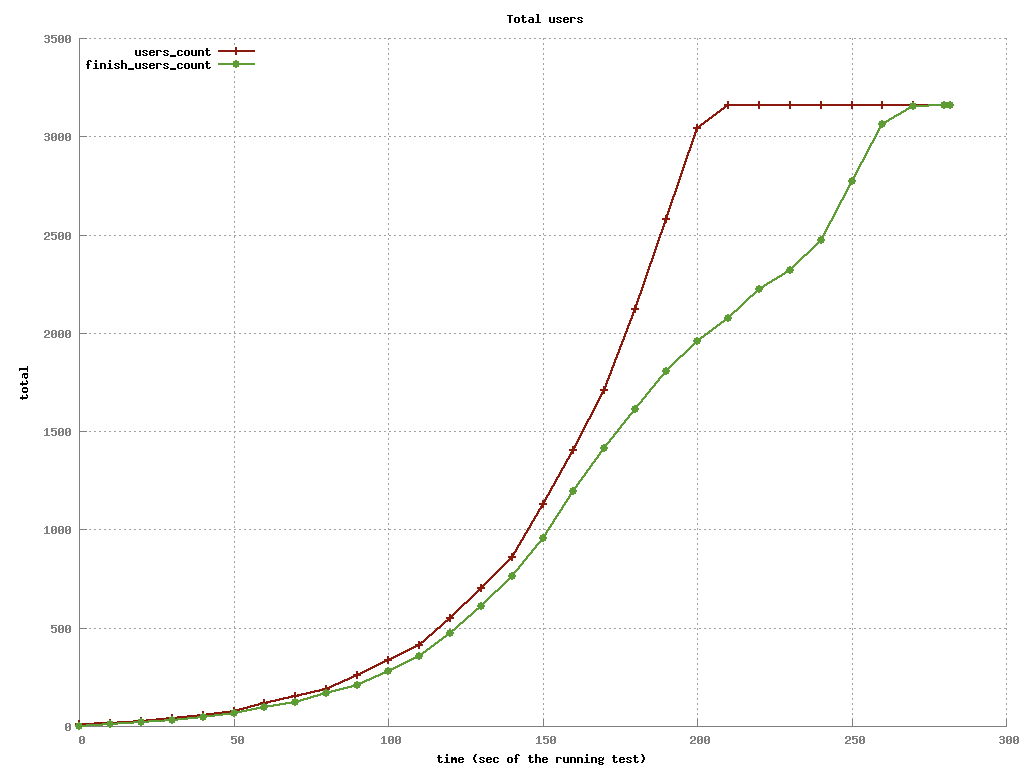 Total users
users_count
finish_users_count
3500
3000
2500
2000
1500
1000
500
0
total
0 50 100 150 200 250 300
time (sec of the running test)